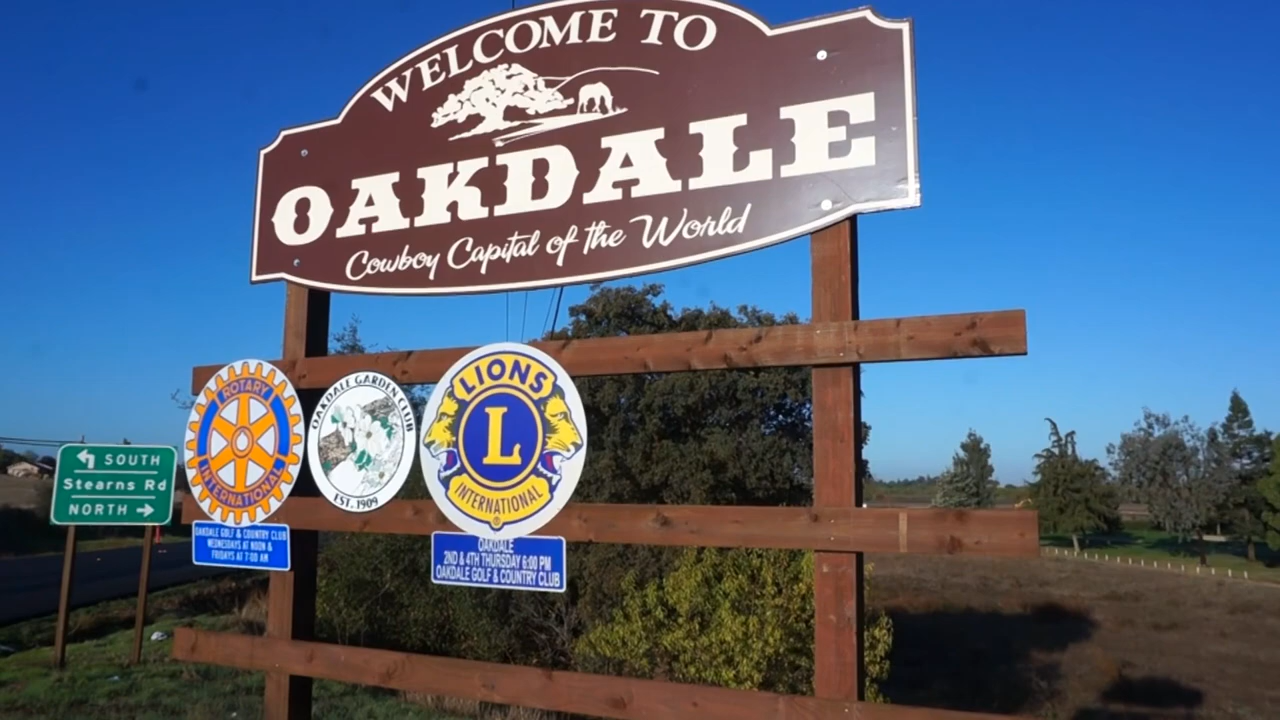 WELCOME TO
OAKDALE
Cowboy Capital of the World
ROTARY
INTERNATIONAL
OAKDALE GOLF & COUNTRY CLUB
WEDNESDAYS AT NOON &
FRIDAYS AT 7:00 AM
OAKDALE GARDEN CLUB
EST. 1909
LIONS
L
INTERNATIONAL
®
OAKDALE
2ND & 4TH THURSDAY 6:00 PM
OAKDALE GOLF & COUNTRY CLUB
SOUTH
Stearns Rd
NORTH